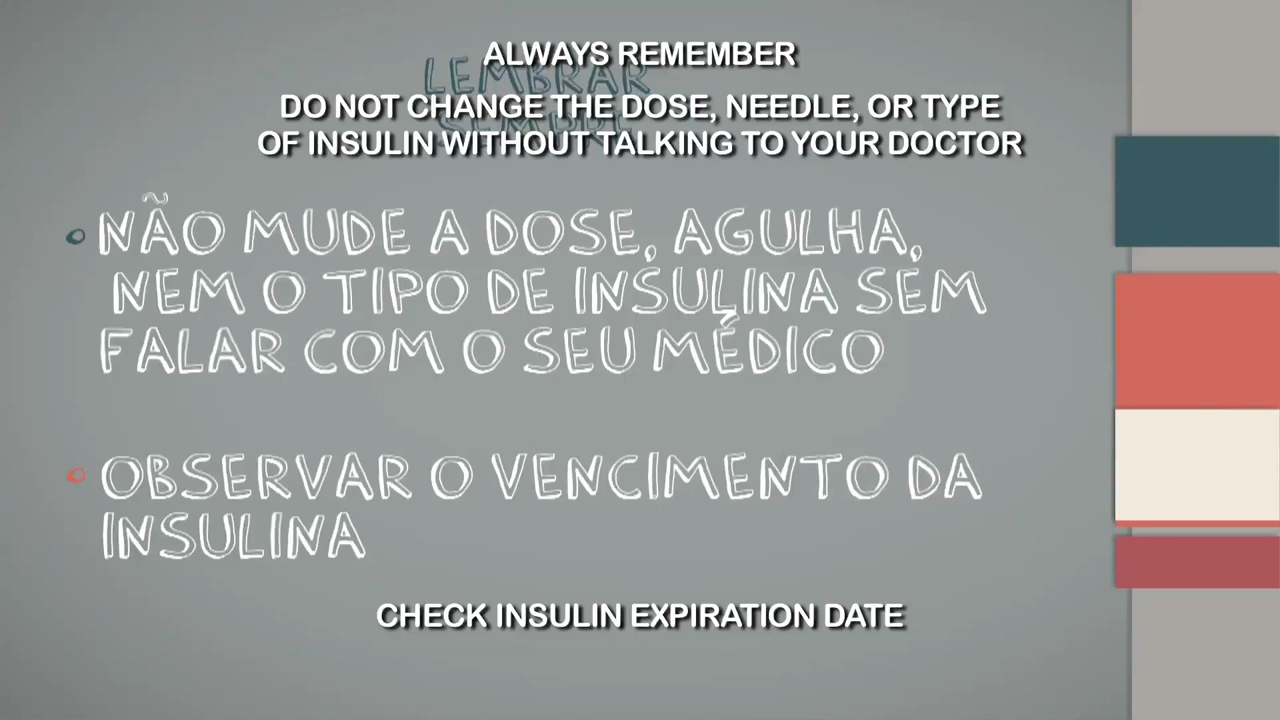 ALWAYS REMEMBER
LEMBRAR
DO NOT CHANGE THE DOSE, NEEDLE, OR TYPE
SEMPRE
OF INSULIN WITHOUT TALKING TO YOUR DOCTOR
NÃO MUDE A DOSE, AGULHA,
NEM O TIPO DE INSULINA SEM
FALAR COM O SEU MÉDICO
OBSERVAR O VENCIMENTO DA
INSULINA
CHECK INSULIN EXPIRATION DATE